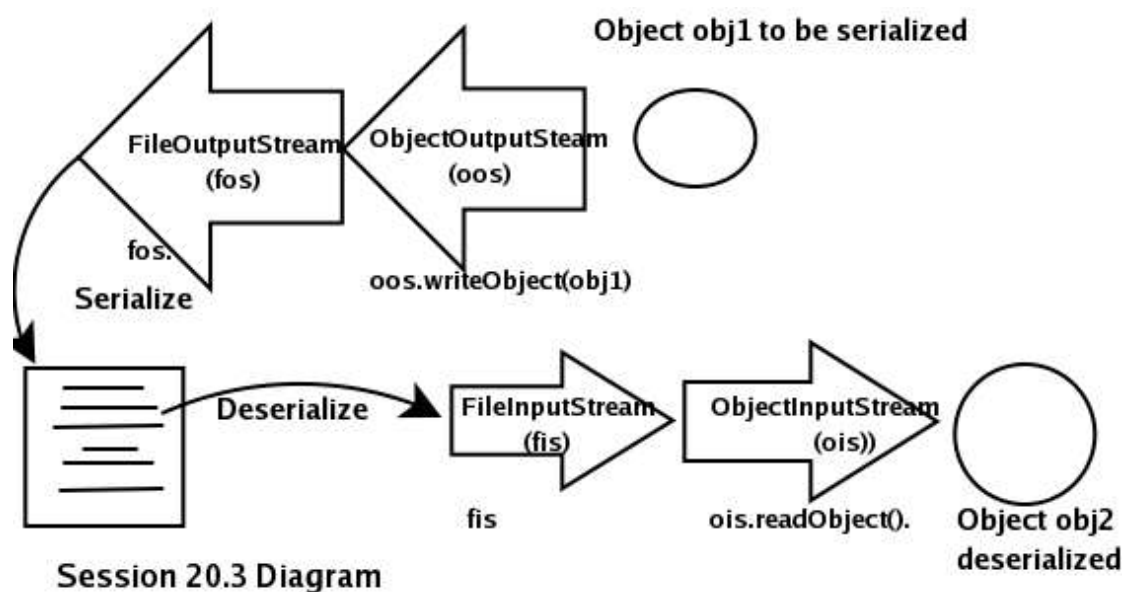 Object obj1 to be serialized
FileOutputStream
(fos)
ObjectOutputSteam
(oos)
fos.
oos.writeObject(obj1)
Serialize
Deserialize
FileInputStream
(fis)
ObjectInputStream
(ois))
fis
ois.readObject().
Object obj2
deserialized
Session 20.3 Diagram